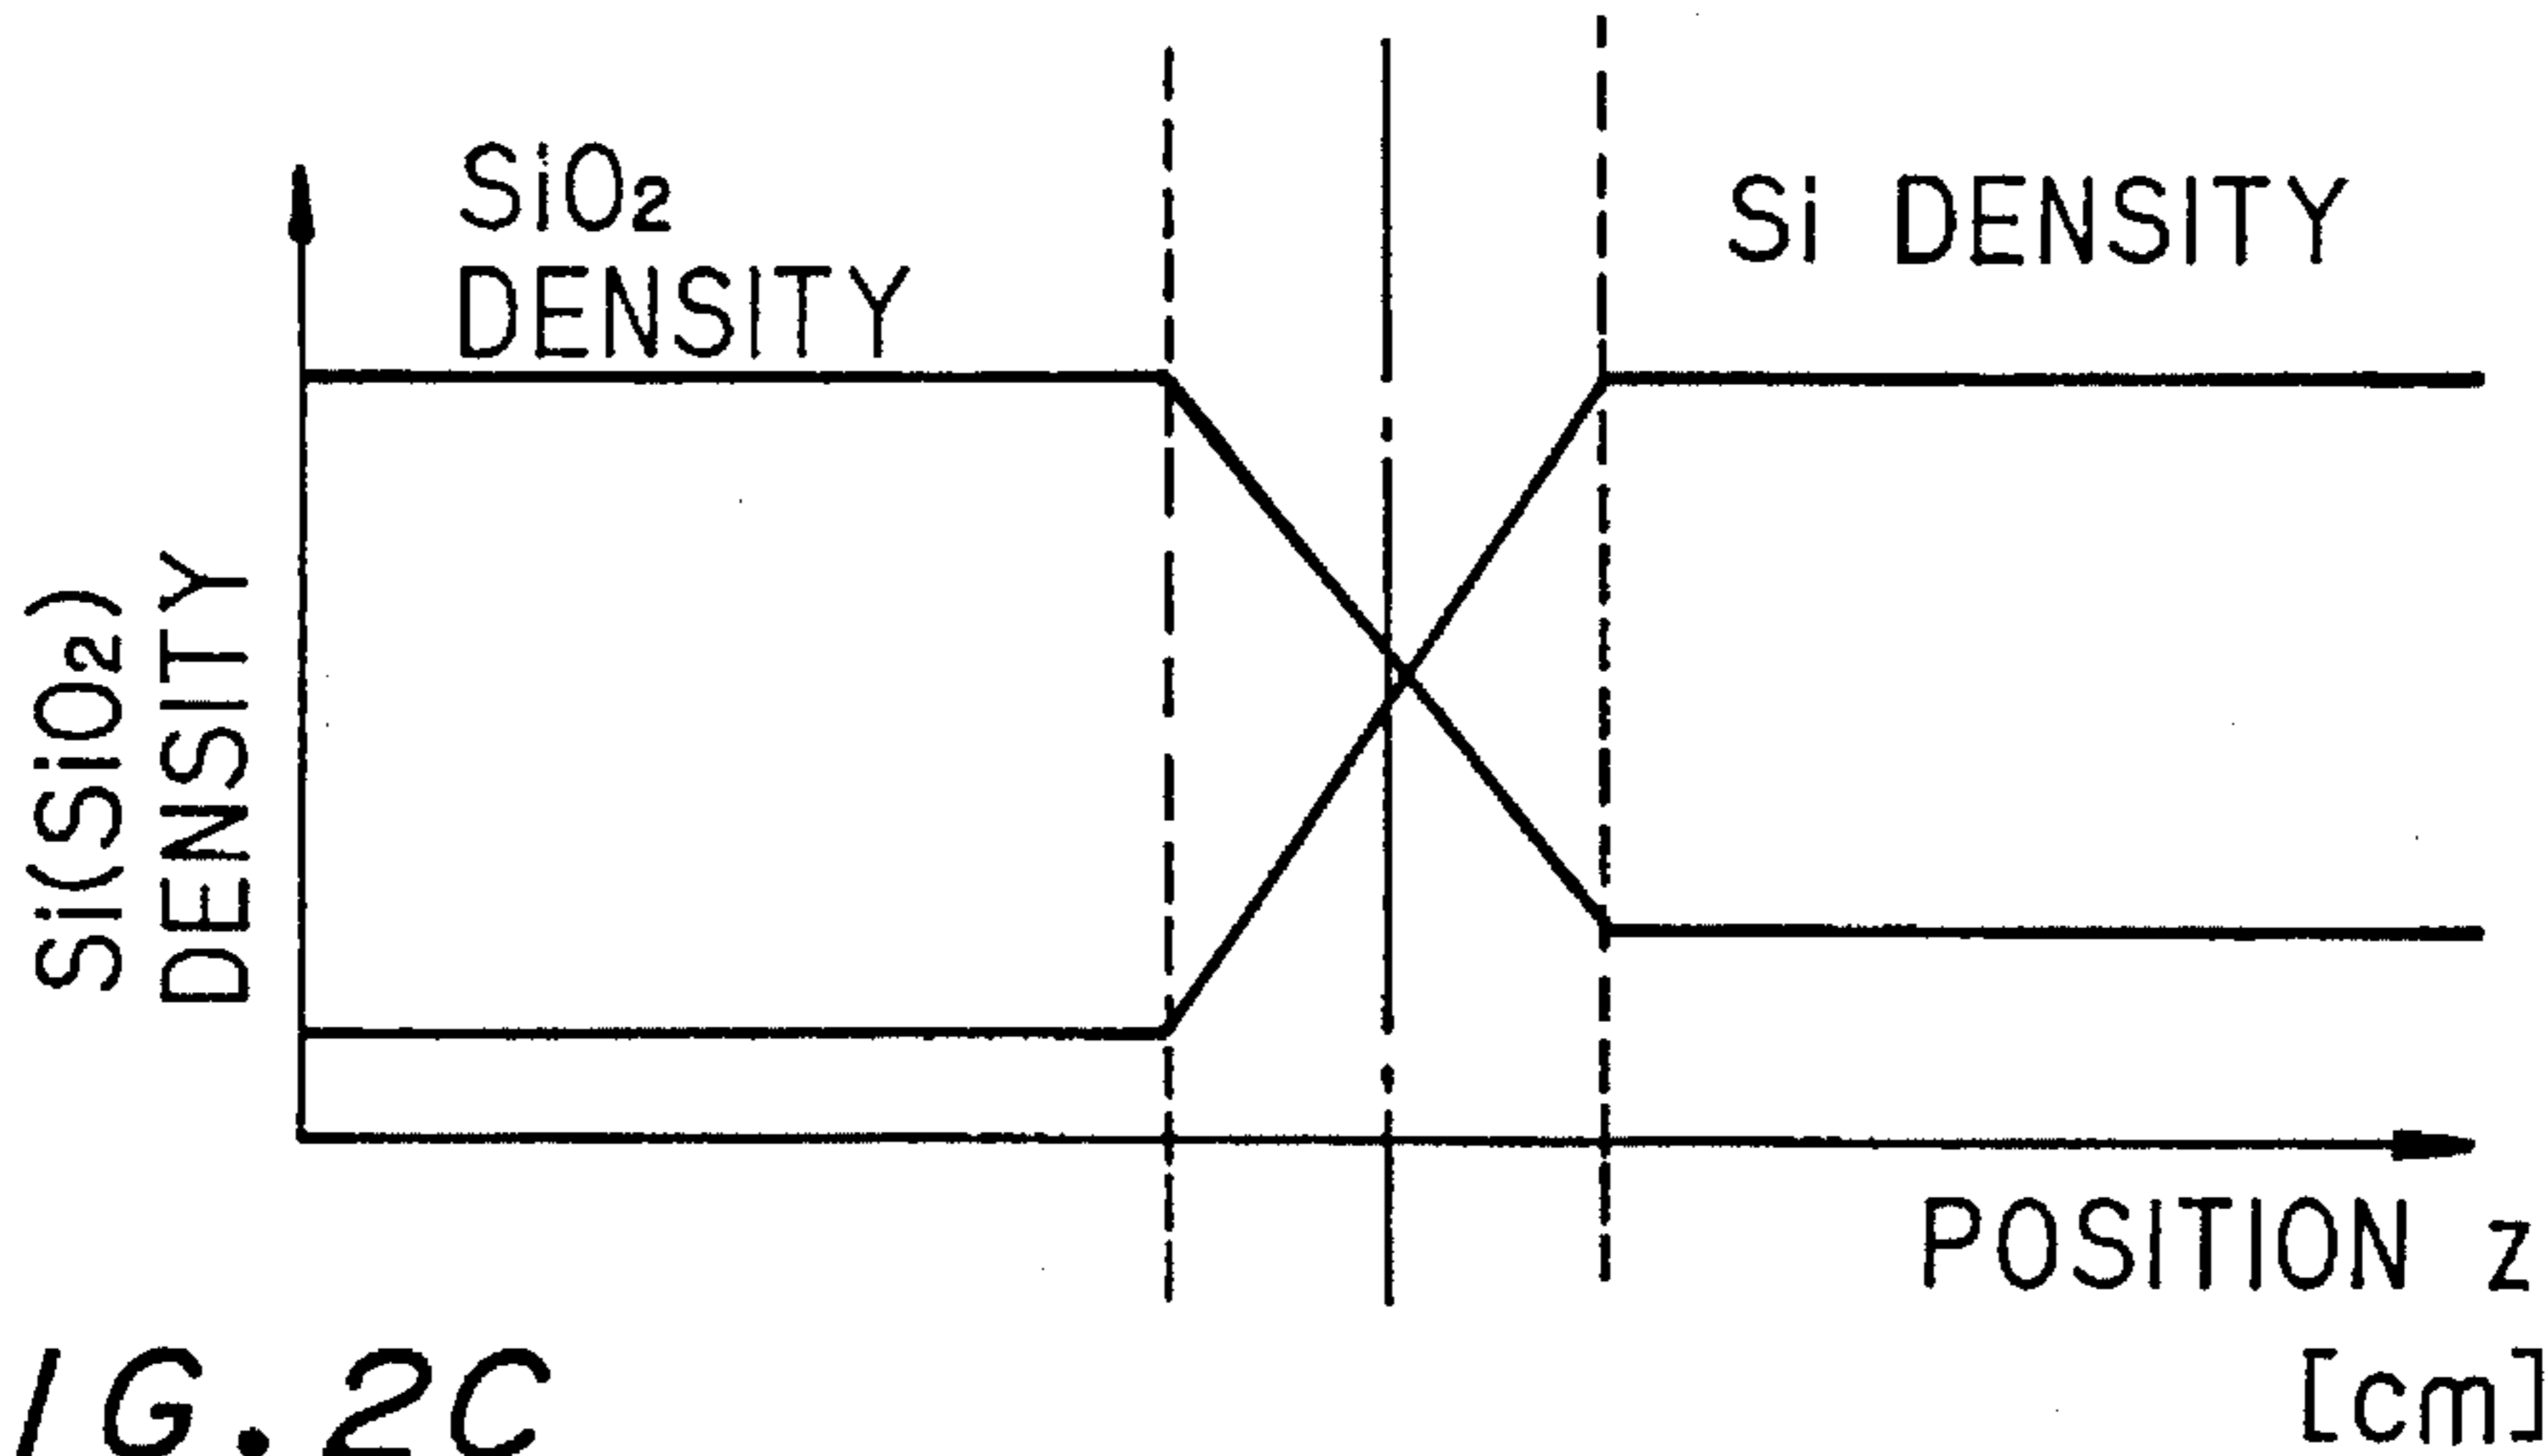 SiO₂
DENSITY
Si DENSITY
Si(SiO₂)
DENSITY
POSITION z
[cm]
IG.2C